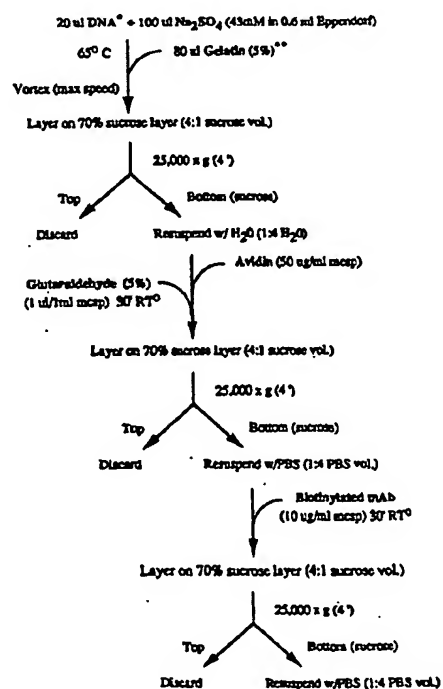 20 ul DNA* + 100 ul Na2SO4 (43mM in 0.6 ml Eppendorf)
65° C
80 ul Gelatin (5%)**
Vortex (max speed)
Layer on 70% sucrose layer (4:1 sucrose vol.)
25,000 x g (4')
Top
Bottom (sucrose)
Discard
Resuspend w/ H20 (1:4 H20)
Avidin (50 ug/ml mcsp)
Glutaraldehyde (5%)
(1 ul/1ml mcsp) 30' RT°
Layer on 70% sucrose layer (4:1 sucrose vol.)
25,000 x g (4')
Top
Bottom (sucrose)
Discard
Resuspend w/PBS (1:4 PBS vol.)
Biotinylated mAb
(10 ug/ml mcsp) 30' RT°
Layer on 70% sucrose layer (4:1 sucrose vol.)
25,000 x g (4')
Top
Bottom (sucrose)
Discard
Resuspend w/PBS (1:4 PBS vol.)